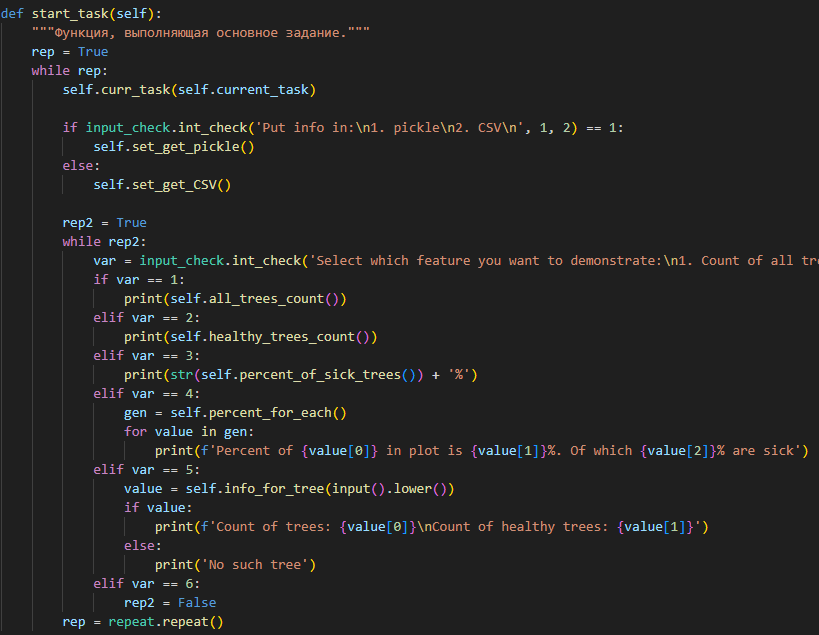 def start_task(self):
    """Функция, выполняющая основное задание."""
    rep = True
    while rep:
        self.curr_task(self.current_task)

        if input_check.int_check('Put info in:\n1. pickle\n2. CSV\n', 1, 2) == 1:
            self.set_get_pickle()
        else:
            self.set_get_CSV()

        rep2 = True
        while rep2:
            var = input_check.int_check('Select which feature you want to demonstrate:\n1. Count of all
            if var == 1:
                print(self.all_trees_count())
            elif var == 2:
                print(self.healthy_trees_count())
            elif var == 3:
                print(str(self.percent_of_sick_trees()) + '%')
            elif var == 4:
                gen = self.percent_for_each()
                for value in gen:
                    print(f'Percent of {value[0]} in plot is {value[1]}%. Of which {value[2]}% are sick')
            elif var == 5:
                value = self.info_for_tree(input().lower())
                if value:
                    print(f'Count of trees: {value[0]}\nCount of healthy trees: {value[1]}')
                else:
                    print('No such tree')
            elif var == 6:
                rep2 = False
        rep = repeat.repeat()